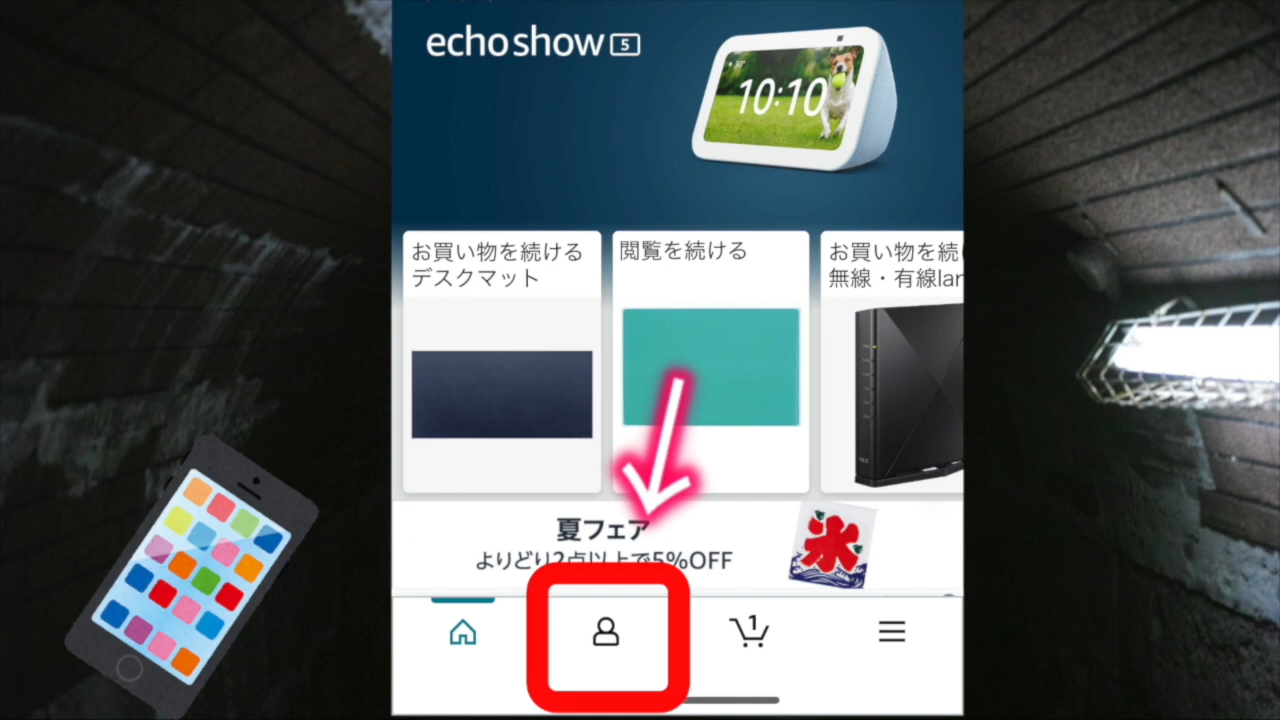 echo show 5
10:10
お買い物を続ける
デスクマット
閲覧を続ける
お買い物を続け
無線・有線lan
夏フェア
よりどり2点以上で5%OFF
氷
1